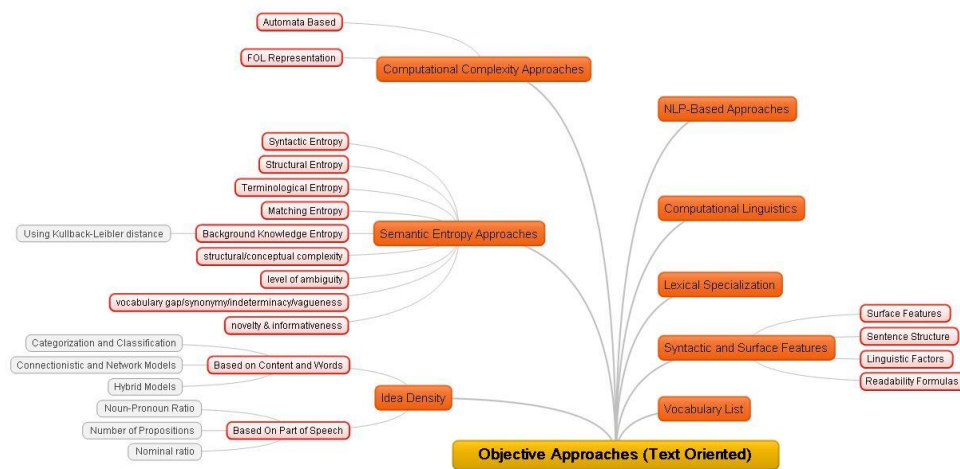 Automata Based
FOL Representation
Computational Complexity Approaches
Syntactic Entropy
Structural Entropy
Terminological Entropy
Matching Entropy
Using Kullback-Leibler distance
Background Knowledge Entropy
structural/conceptual complexity
level of ambiguity
vocabulary gap/synonymy/indeterminacy/vagueness
novelty & informativeness
Semantic Entropy Approaches
Categorization and Classification
Connectionistic and Network Models
Hybrid Models
Based on Content and Words
Noun-Pronoun Ratio
Number of Propositions
Nominal ratio
Based On Part of Speech
Idea Density
NLP-Based Approaches
Computational Linguistics
Lexical Specialization
Syntactic and Surface Features
Surface Features
Sentence Structure
Linguistic Factors
Readability Formulas
Vocabulary List
Objective Approaches (Text Oriented)